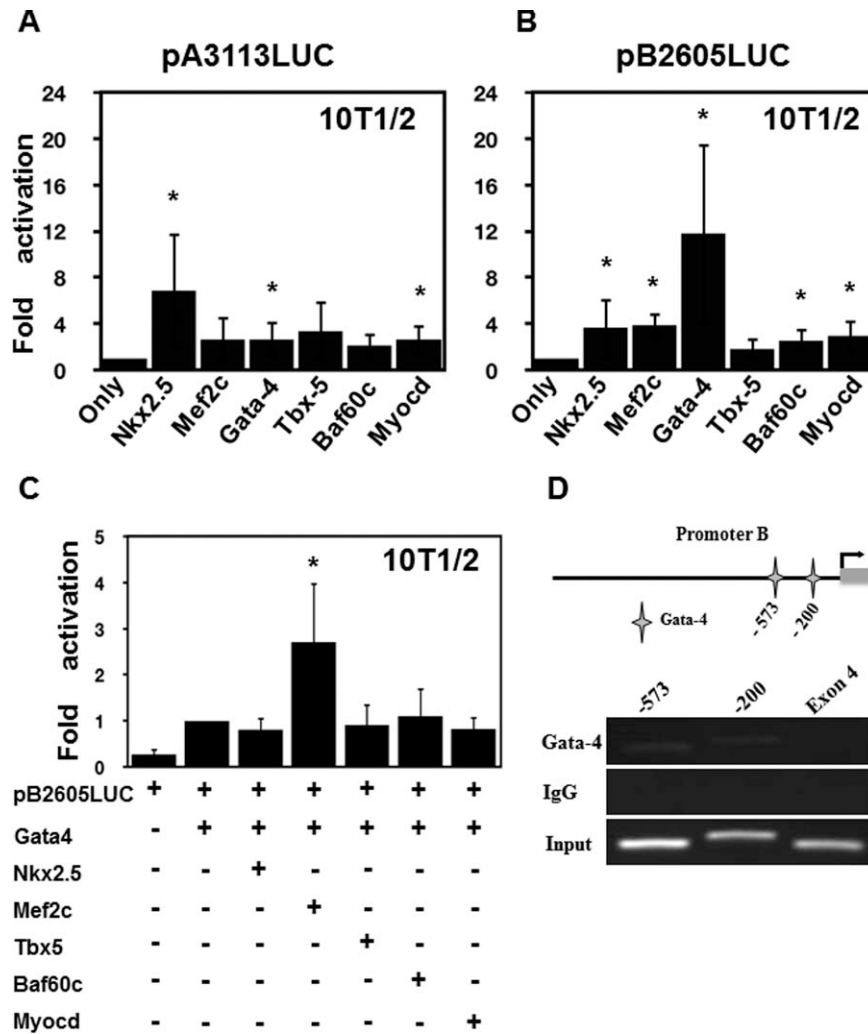 A
pA3113LUC
24
20
16
12
8
4
0
Fold activation
10T1/2
*
*
*
Only
Nkx2.5
Mef2c
Gata-4
Tbx-5
Baf60c
Myocd
B
pB2605LUC
24
20
16
12
8
4
0
10T1/2
*
*
*
*
*
Only
Nkx2.5
Mef2c
Gata-4
Tbx-5
Baf60c
Myocd
C
5
4
3
2
1
0
Fold activation
10T1/2
*
pB2605LUC + + + + + + +
Gata4 - + + + + + +
Nkx2.5 - - + - - - -
Mef2c - - - + - - -
Tbx5 - - - - + - -
Baf60c - - - - - + -
Myocd - - - - - - +
D
Promoter B
Gata-4
-573
-200
-573
-200
Exon 4
Gata-4
IgG
Input